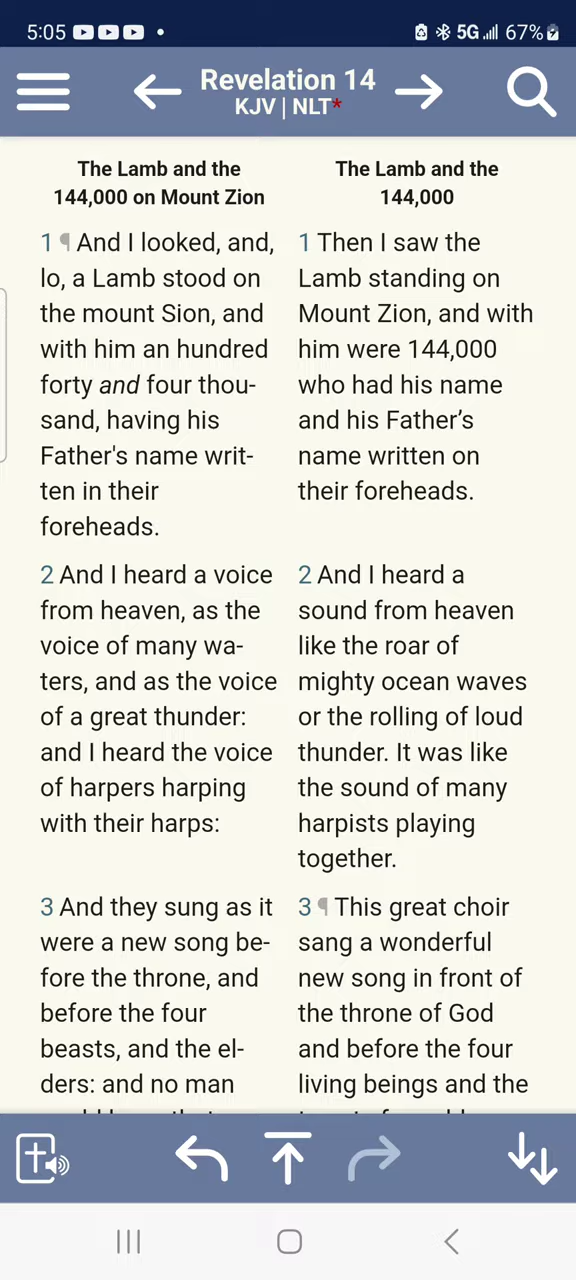 5:05
5G 67%
Revelation 14
KJV | NLT*
The Lamb and the
144,000 on Mount Zion
1 ¶ And I looked, and,
lo, a Lamb stood on
the mount Sion, and
with him an hundred
forty and four thou-
sand, having his
Father's name writ-
ten in their
foreheads.
2 And I heard a voice
from heaven, as the
voice of many wa-
ters, and as the voice
of a great thunder:
and I heard the voice
of harpers harping
with their harps:
3 And they sung as it
were a new song be-
fore the throne, and
before the four
beasts, and the el-
ders: and no man
The Lamb and the
144,000
1 Then I saw the
Lamb standing on
Mount Zion, and with
him were 144,000
who had his name
and his Father’s
name written on
their foreheads.
2 And I heard a
sound from heaven
like the roar of
mighty ocean waves
or the rolling of loud
thunder. It was like
the sound of many
harpists playing
together.
3 ¶ This great choir
sang a wonderful
new song in front of
the throne of God
and before the four
living beings and the